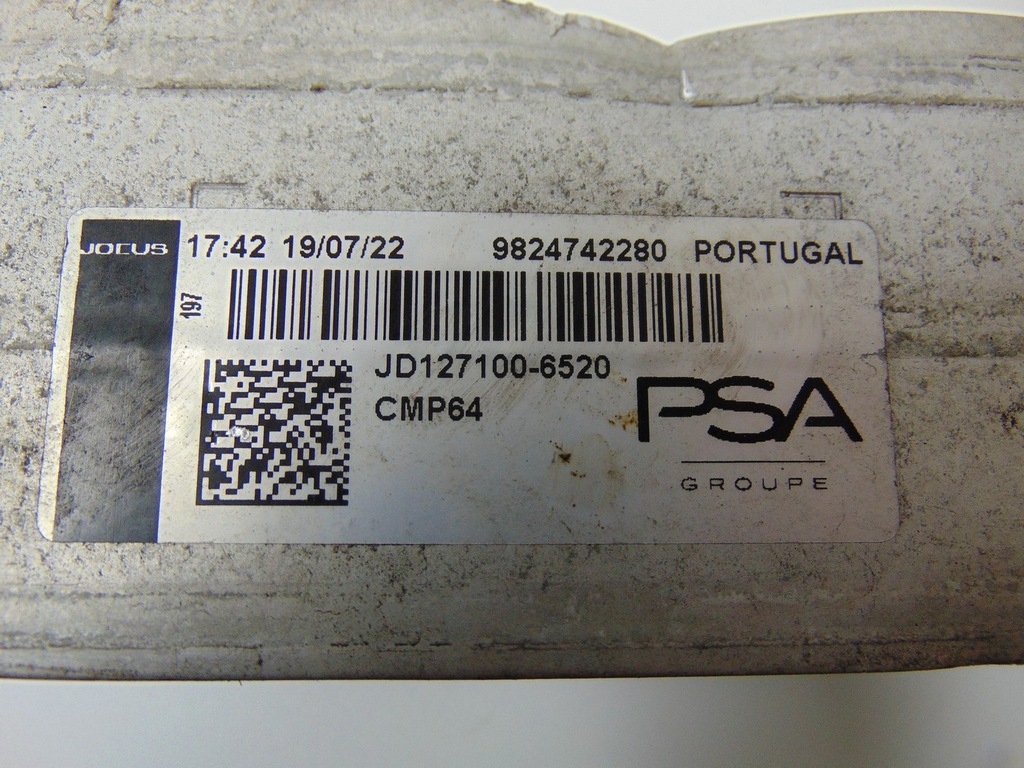 JOCUS 17:42 19/07/22 9824742280 PORTUGAL
197
JD127100-6520
CMP64
PSA
GROUPE